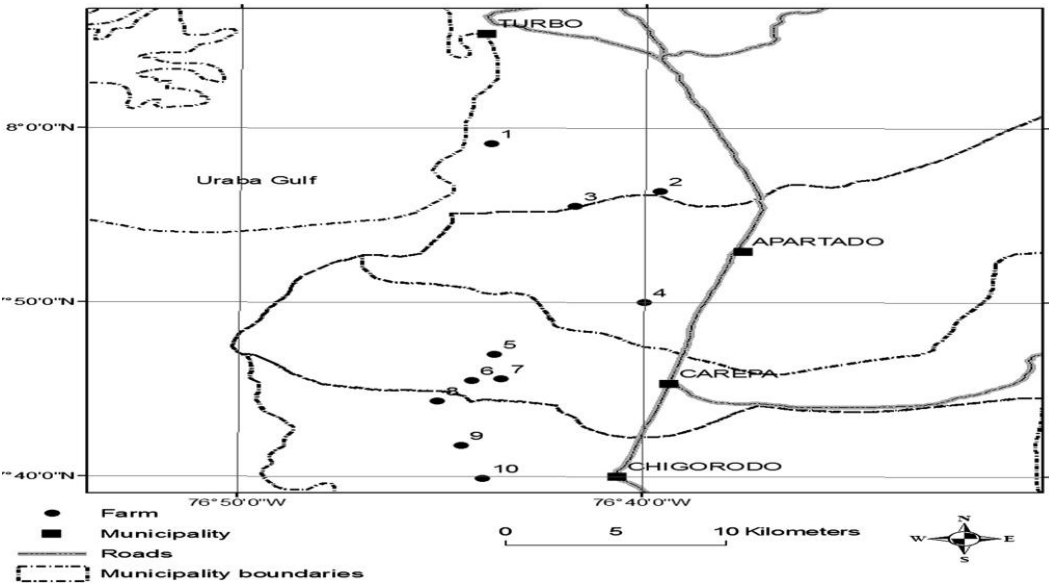 TURBO
8°0'0"N
1
Uraba Gulf
2
3
APARTADO
4
7°50'0"N
5
6
7
CAREPA
8
9
10
CHIGORODO
7°40'0"N
76°50'0"W
76°40'0"W
Farm
Municipality
Roads
Municipality boundaries
0 5 10 Kilometers
N
W E
S